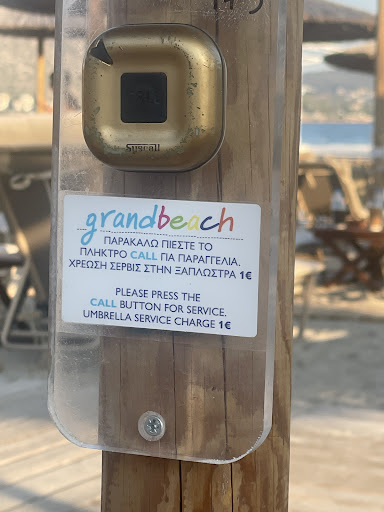 Syscall
grandbeach
ΠΑΡΑΚΑΛΩ ΠΙΕΣΤΕ ΤΟ
ΠΛΗΚΤΡΟ CALL ΓΙΑ ΠΑΡΑΓΓΕΛΙΑ.
ΧΡΕΩΣΗ ΣΕΡΒΙΣ ΣΤΗΝ ΞΑΠΛΩΣΤΡΑ 1€
PLEASE PRESS THE
CALL BUTTON FOR SERVICE.
UMBRELLA SERVICE CHARGE 1€